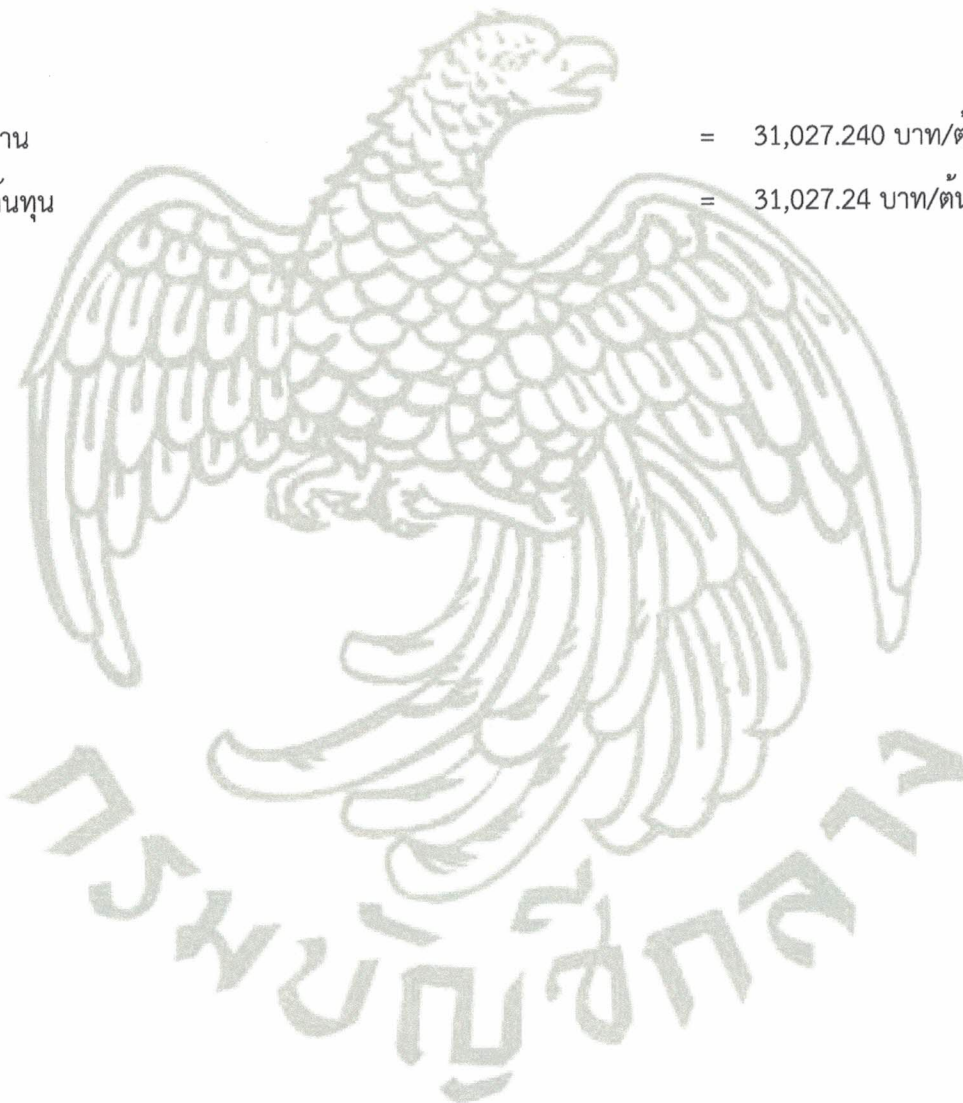 าน = 31,027.240 บาท/ต้
ต้นทุน = 31,027.24 บาท/ต้น
กรมบัญชีกลาง